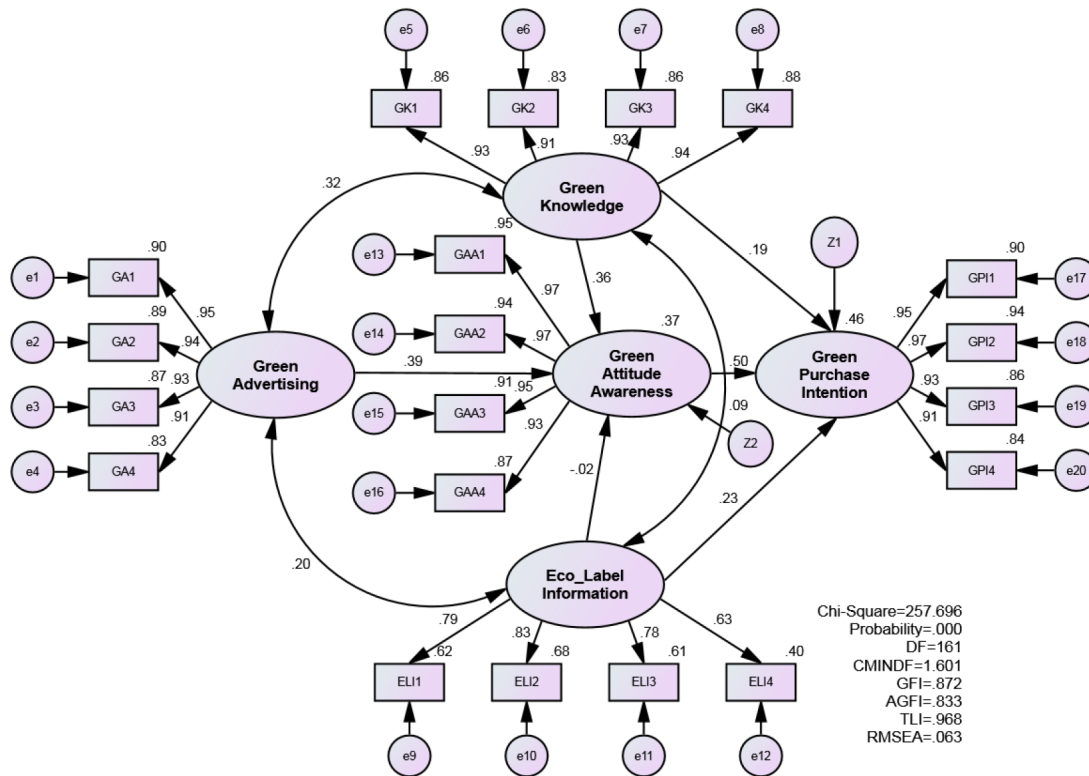 e5
e6
e7
e8
.86
.83
.86
.88
GK1
GK2
GK3
GK4
.93
.91
.93
.94
Green
Knowledge
.32
.95
e13
GAA1
.90
e1
GA1
.95
.97
.36
.19
Z1
.90
GPI1
e17
.89
e2
GA2
.94
.94
e14
GAA2
.97
.37
.46
.95
.94
GPI2
e18
.97
Green
Advertising
.39
Green
Attitude
Awareness
.50
Green
Purchase
Intention
.87
e3
GA3
.93
.91
.95
e15
GAA3
.86
GPI3
e19
.93
.91
.83
e4
GA4
.91
.93
.87
e16
GAA4
.09
Z2
.84
GPI4
e20
-.02
.23
.20
Eco_Label
Information
.79
.83
.78
.63
.62
.68
.61
.40
ELI1
ELI2
ELI3
ELI4
e9
e10
e11
e12
Chi-Square=257.696
Probability=.000
DF=161
CMINDF=1.601
GFI=.872
AGFI=.833
TLI=.968
RMSEA=.063